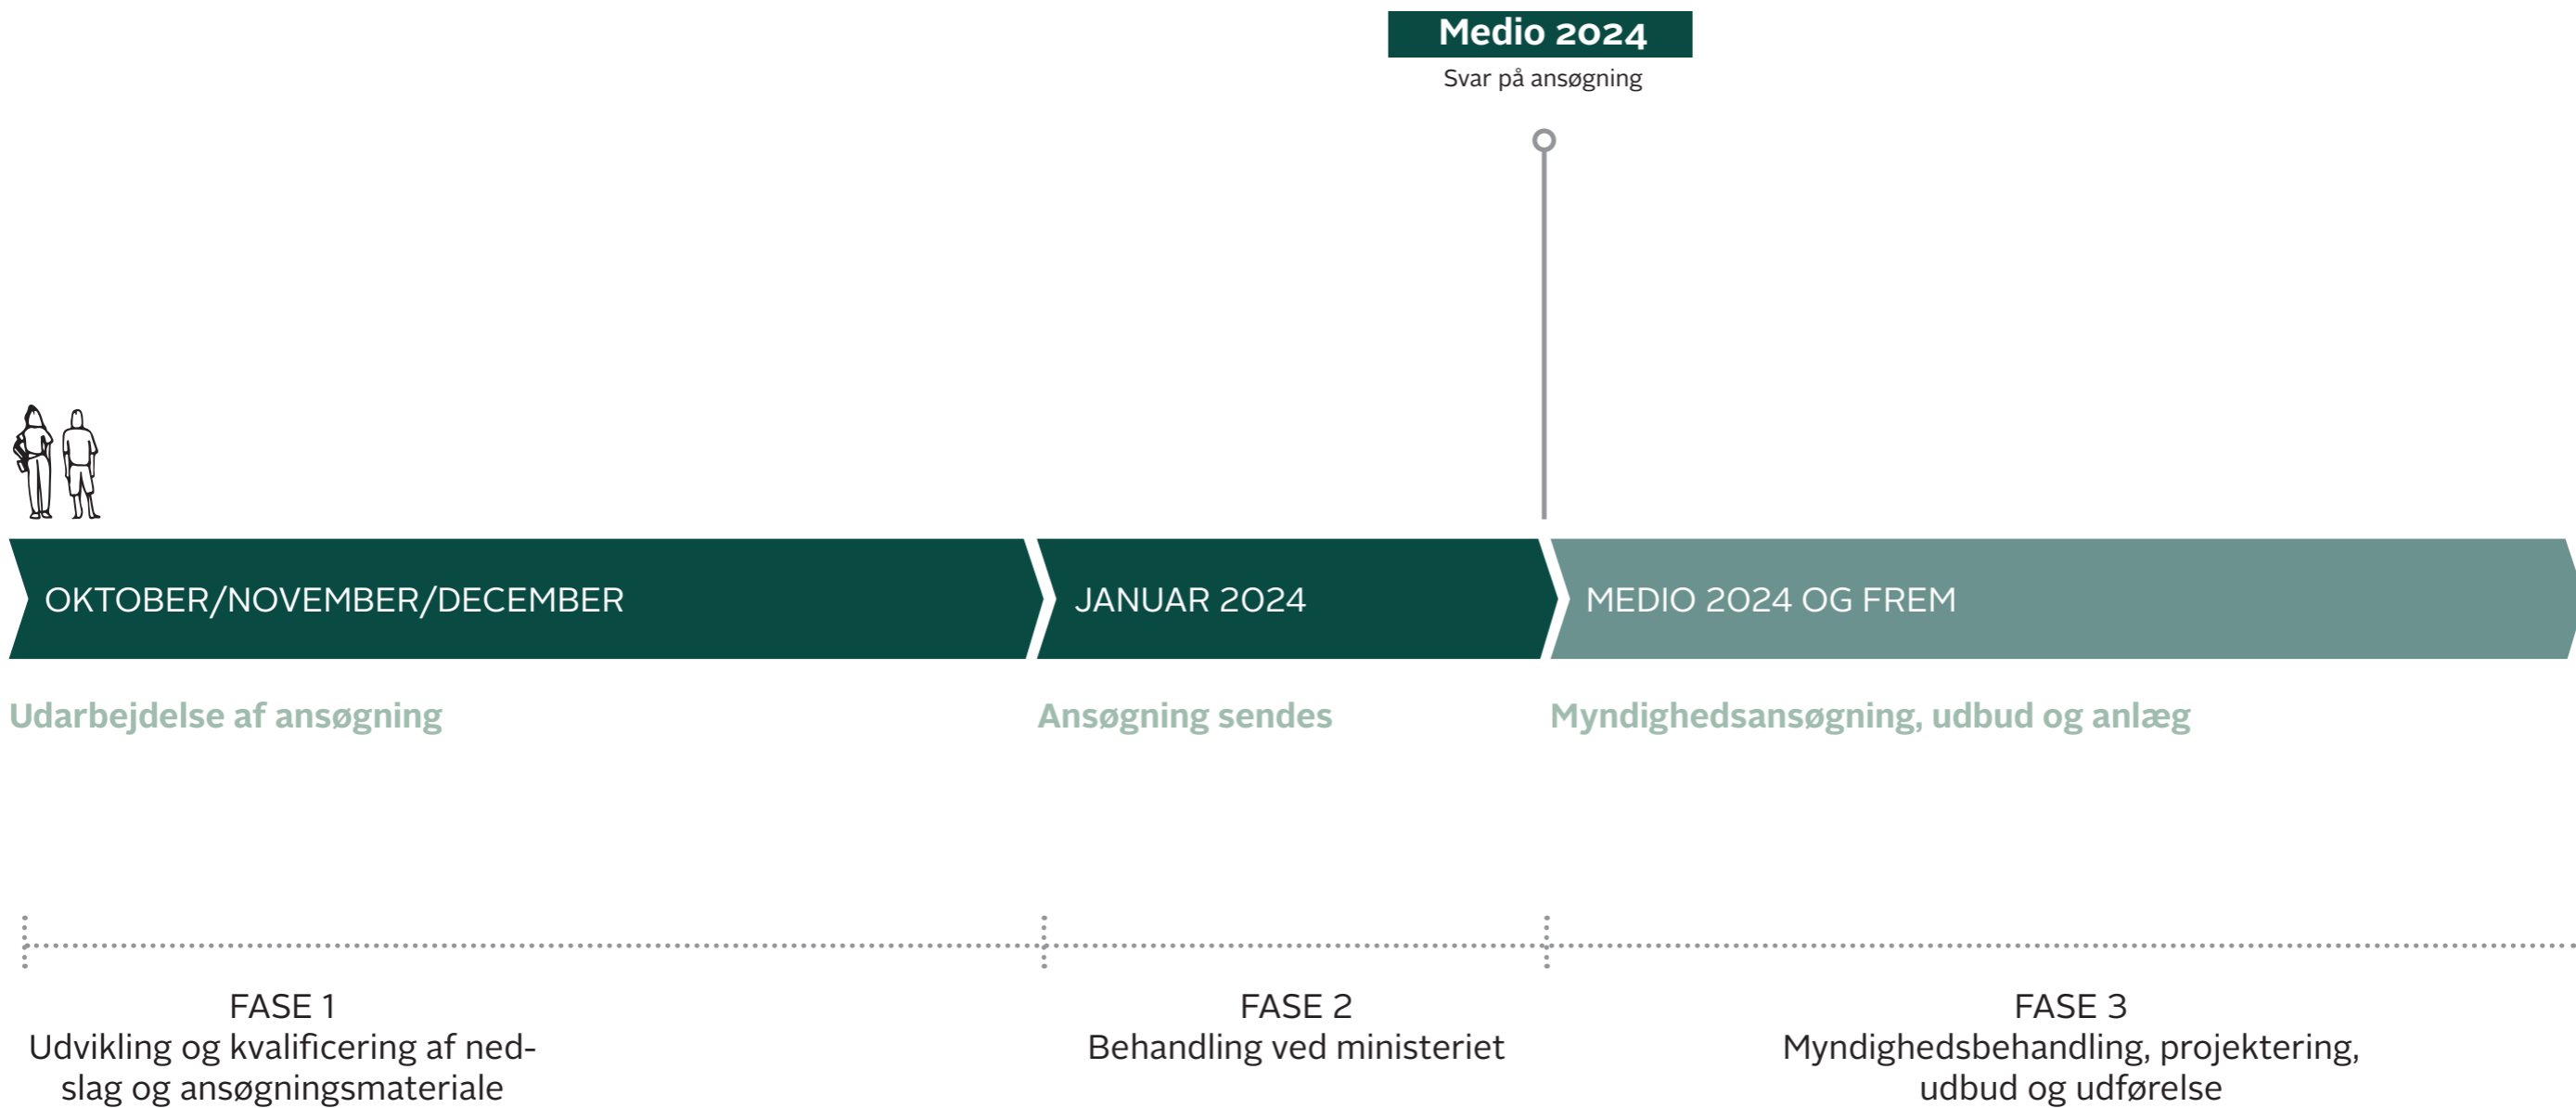 Medio 2024
Svar på ansøgning
OKTOBER/NOVEMBER/DECEMBER
JANUAR 2024
MEDIO 2024 OG FREM
Udarbejdelse af ansøgning
Ansøgning sendes
Myndighedsansøgning, udbud og anlæg
FASE 1
Udvikling og kvalificering af ned-
slag og ansøgningsmateriale
FASE 2
Behandling ved ministeriet
FASE 3
Myndighedsbehandling, projektering,
udbud og udførelse